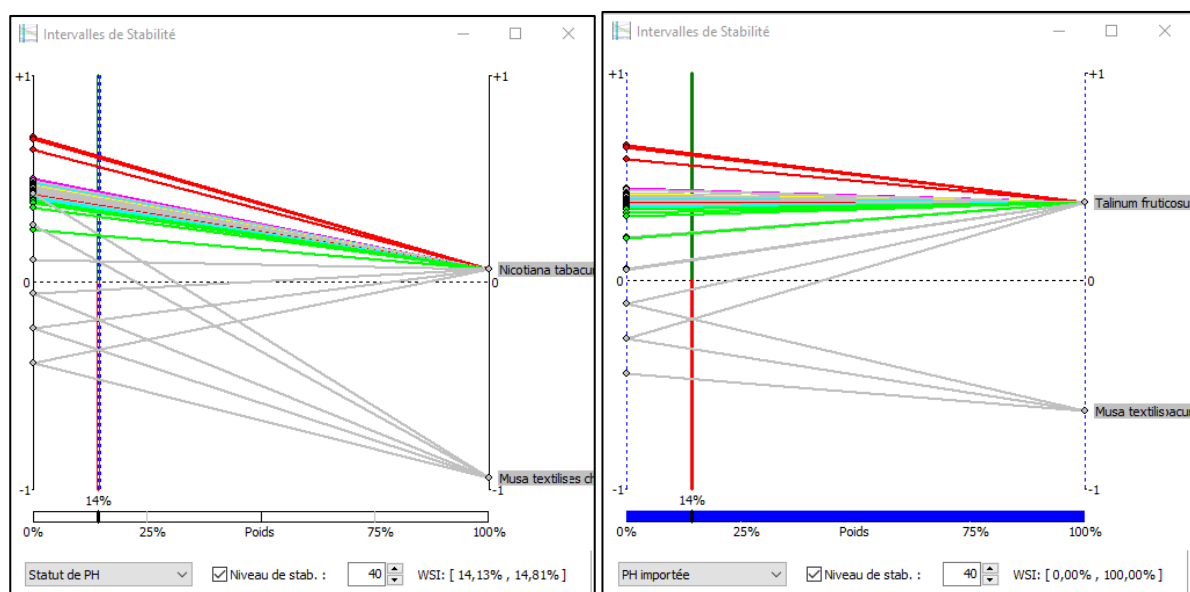 Intervalles de Stabilité
+1
+1
Nicotiana tabacur
0
0
Musa textilises ch
-1
-1
14%
0%
25%
Poids
75%
100%
Statut de PH
Niveau de stab. :
40
WSI: [ 14,13% , 14,81% ]
Intervalles de Stabilité
+1
+1
Talinum fruticosu
0
0
-1
-1
14%
0%
25%
Poids
75%
100%
PH importée
Niveau de stab. :
40
WSI: [ 0,00% , 100,00% ]